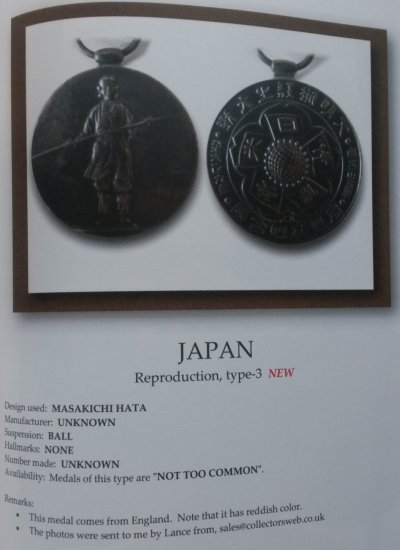 JAPAN
Reproduction, type-3 NEW
Design used: MASAKICHI HATA
Manufacturer: UNKNOWN
Suspension: BALL
Hallmarks: NONE
Number made: UNKNOWN
Availability: Medals of this type are "NOT TOO COMMON".
Remarks:
* This medal comes from England. Note that it has reddish color.
* The photos were sent to me by Lance from, sales@collectorsweb.co.uk